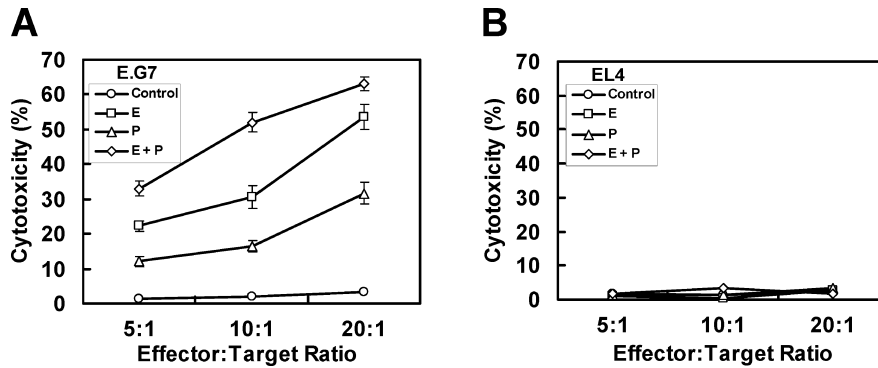 A
Cytotoxicity (%)
70
60
50
40
30
20
10
0
E.G7
Control
E
P
E + P
5:1
10:1
20:1
Effector:Target Ratio
B
Cytotoxicity (%)
70
60
50
40
30
20
10
0
EL4
Control
E
P
E + P
5:1
10:1
20:1
Effector:Target Ratio